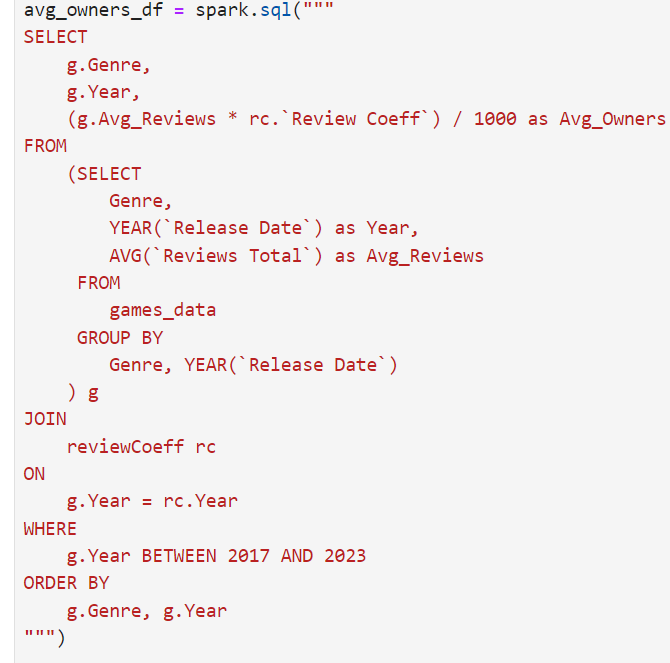 avg_owners_df = spark.sql("""
SELECT
    g.Genre,
    g.Year,
    (g.Avg_Reviews * rc.`Review Coeff`) / 1000 as Avg_Owners
FROM
    (SELECT
        Genre,
        YEAR(`Release Date`) as Year,
        AVG(`Reviews Total`) as Avg_Reviews
     FROM
        games_data
     GROUP BY
        Genre, YEAR(`Release Date`)
    ) g
JOIN
    reviewCoeff rc
ON
    g.Year = rc.Year
WHERE
    g.Year BETWEEN 2017 AND 2023
ORDER BY
    g.Genre, g.Year
""")